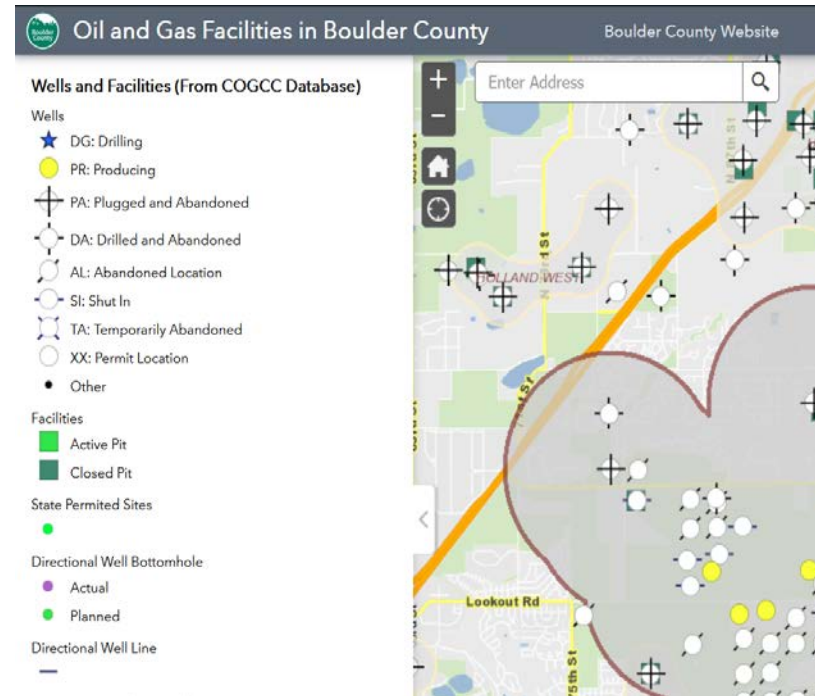 Boulder
County
Oil and Gas Facilities in Boulder County
Boulder County Website
Wells and Facilities (From COGCC Database)
Wells
DG: Drilling
PR: Producing
PA: Plugged and Abandoned
DA: Drilled and Abandoned
AL: Abandoned Location
SI: Shut In
TA: Temporarily Abandoned
XX: Permit Location
Other
Facilities
Active Pit
Closed Pit
State Permited Sites
Directional Well Bottomhole
Actual
Planned
Directional Well Line
+
Enter Address
−
HOLLAND WEST
Lookout Rd
75th St